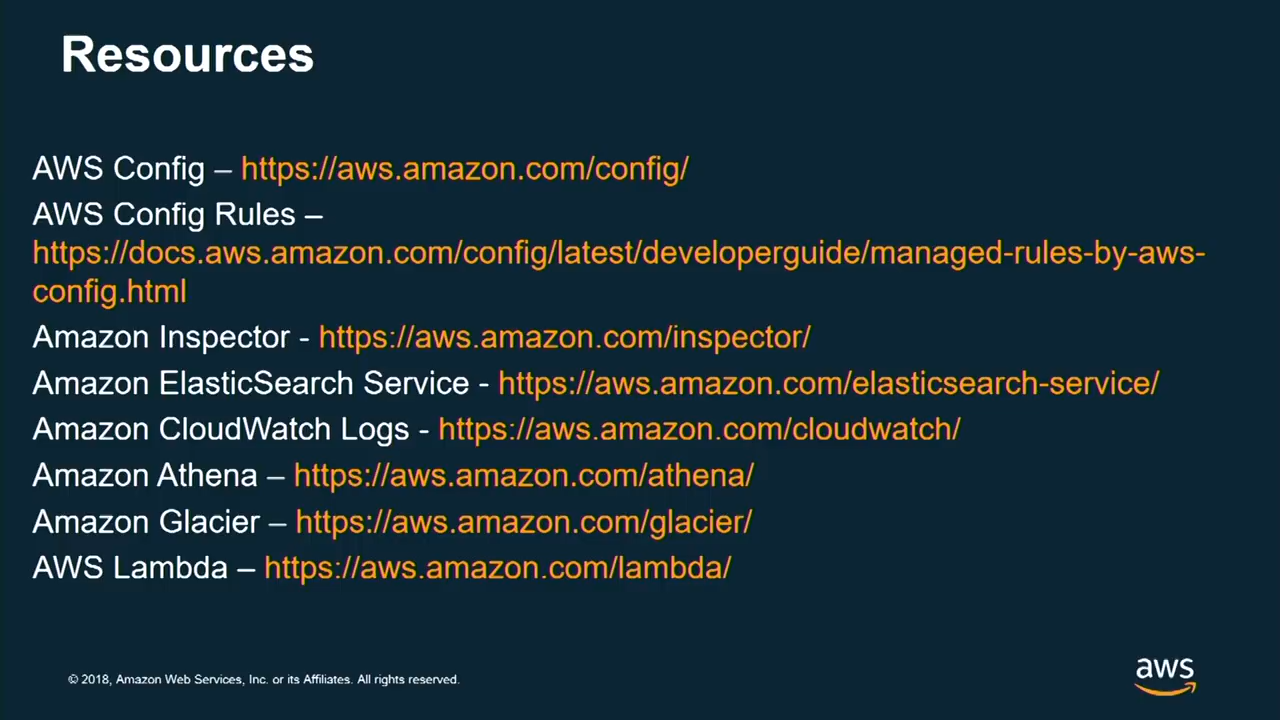 Resources
AWS Config – https://aws.amazon.com/config/
AWS Config Rules –
https://docs.aws.amazon.com/config/latest/developerguide/managed-rules-by-aws-
config.html
Amazon Inspector - https://aws.amazon.com/inspector/
Amazon ElasticSearch Service - https://aws.amazon.com/elasticsearch-service/
Amazon CloudWatch Logs - https://aws.amazon.com/cloudwatch/
Amazon Athena – https://aws.amazon.com/athena/
Amazon Glacier – https://aws.amazon.com/glacier/
AWS Lambda – https://aws.amazon.com/lambda/
© 2018, Amazon Web Services, Inc. or its Affiliates. All rights reserved.
aws